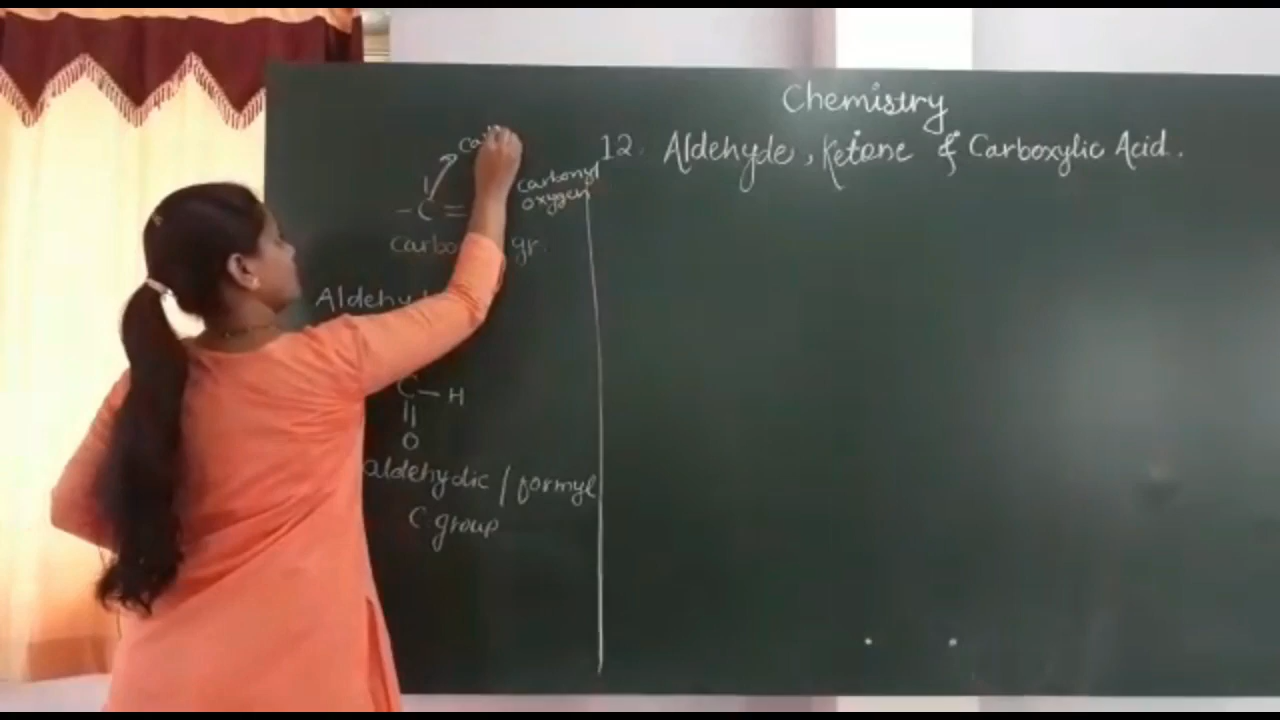 Chemistry
12. Aldehyde, Ketone & Carboxylic Acid.
carbonyl
oxygen
- C =
gr.
C — H
O
aldehydic / formyl
C group